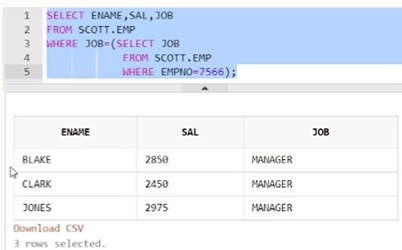 1 SELECT ENAME,SAL,JOB
2 FROM SCOTT.EMP
3 WHERE JOB=(SELECT JOB
4 FROM SCOTT.EMP
5 WHERE EMPNO=7566);
ENAME SAL JOB
BLAKE 2850 MANAGER
CLARK 2450 MANAGER
JONES 2975 MANAGER
Download CSV
3 rows selected.